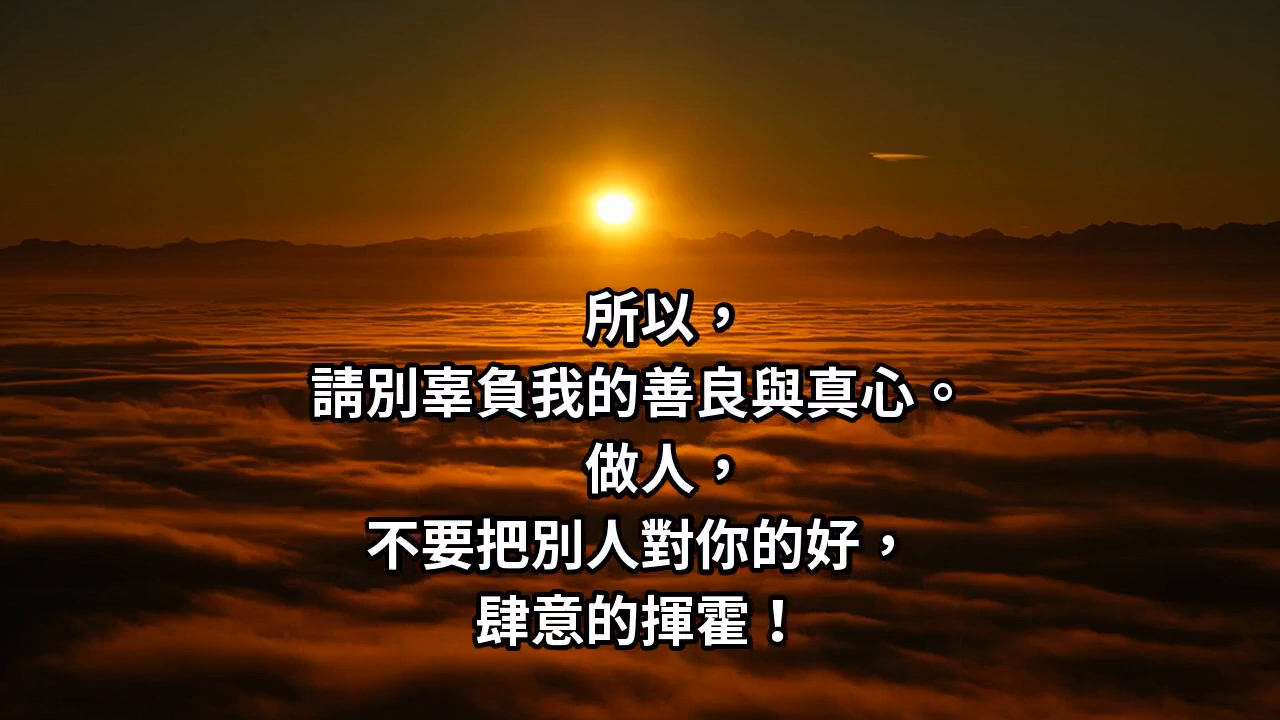 所以，
請別辜負我的善良與真心。
做人，
不要把別人對你的好，
肆意的揮霍！